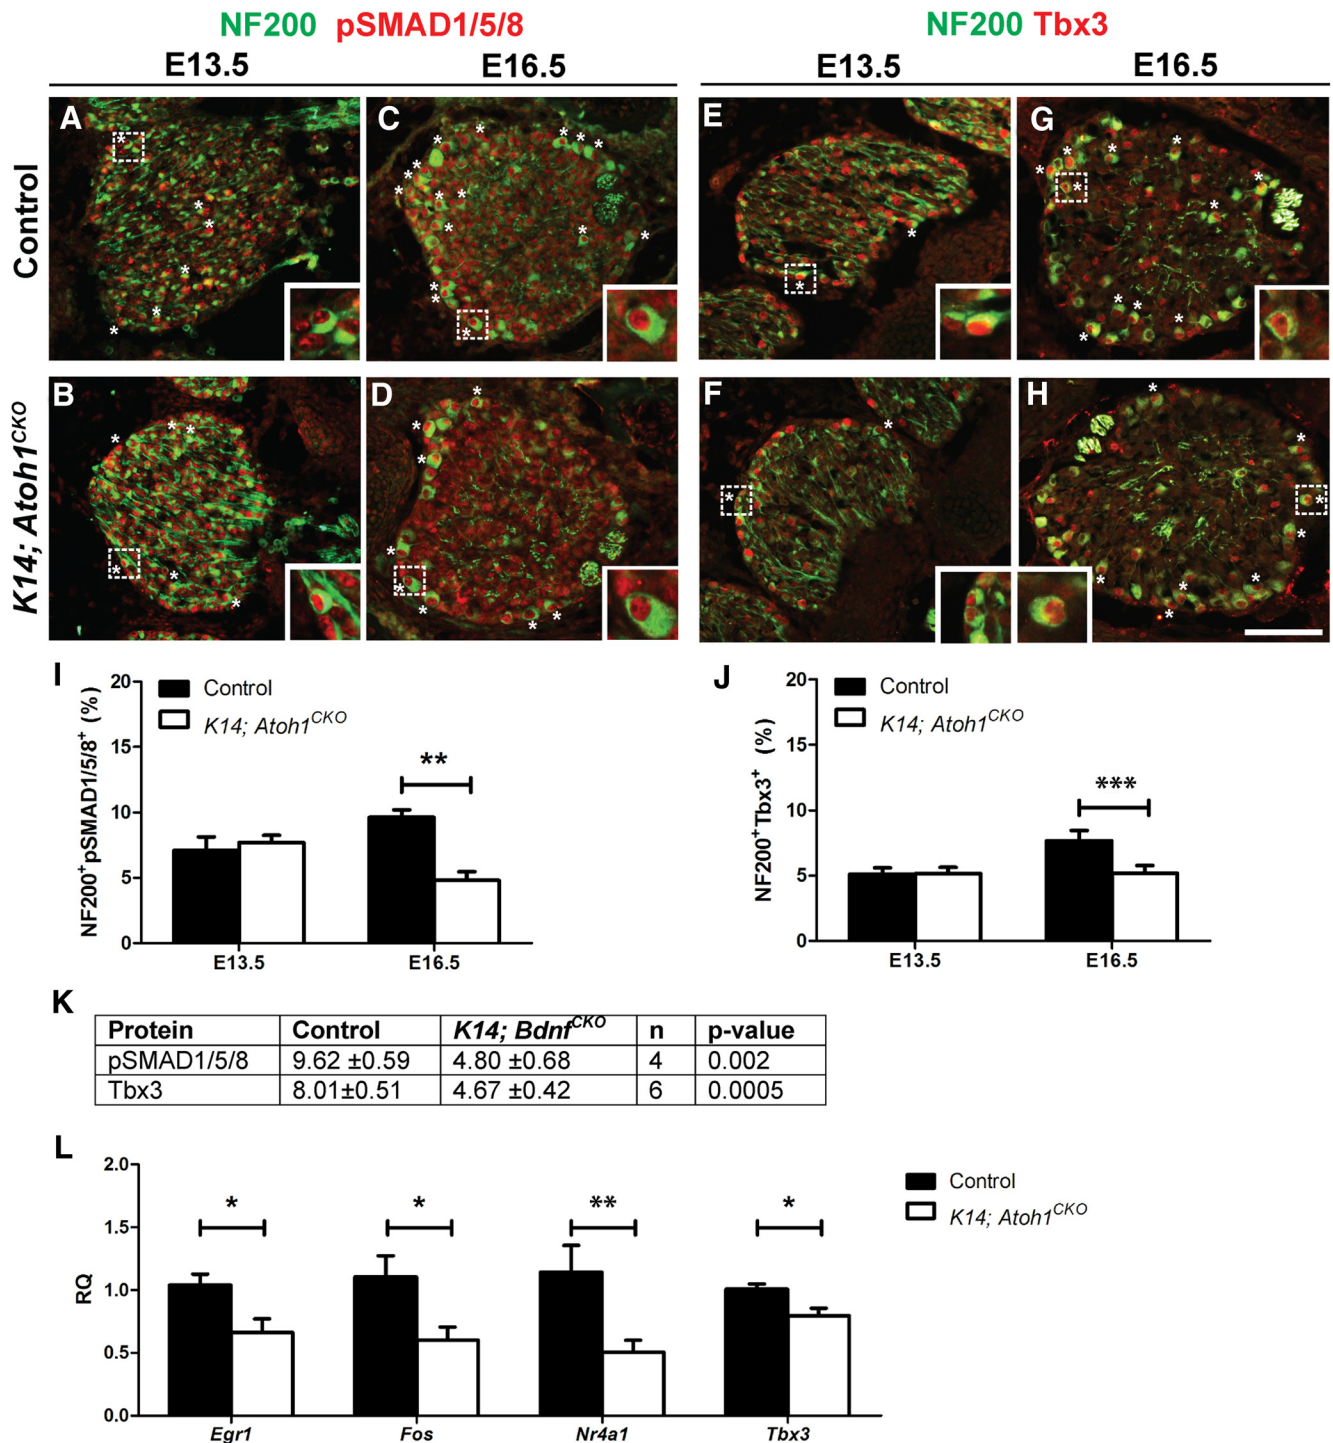 NF200 pSMAD1/5/8 NF200 Tbx3
E13.5 E16.5 E13.5 E16.5
Control
A C E G
K14; Atoh1CKO
B D F H
I
NF200+pSMAD1/5/8+ (%)
20
15
10
5
0
Control
K14; Atoh1CKO
**
E13.5 E16.5
J
NF200+Tbx3+ (%)
20
15
10
5
0
Control
K14; Atoh1CKO
***
E13.5 E16.5
K
Protein Control K14; BdnfCKO n p-value
pSMAD1/5/8 9.62 ±0.59 4.80 ±0.68 4 0.002
Tbx3 8.01±0.51 4.67 ±0.42 6 0.0005
L
RQ
2.0
1.5
1.0
0.5
0.0
* * ** *
Control
K14; Atoh1CKO
Egr1 Fos Nr4a1 Tbx3